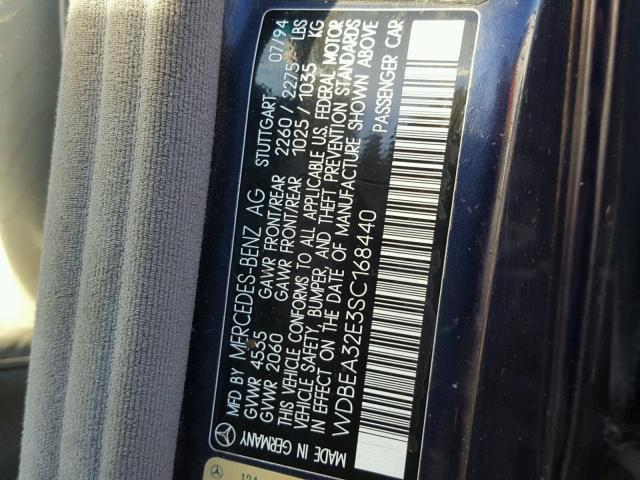 MFD BY MERCEDES-BENZ AG STUTTGART 07/94
GVWR 4535 GAWR FRONT/REAR 2260/2275 LBS
GVWR 2060 GAWR FRONT/REAR 1025/1035 KG
THIS VEHICLE CONFORMS TO ALL APPLICABLE U.S. FEDERAL MOTOR
VEHICLE SAFETY, BUMPER, AND THEFT PREVENTION STANDARDS
IN EFFECT ON THE DATE OF MANUFACTURE SHOWN ABOVE
WDBEA32E3SC168440 PASSENGER CAR
MADE IN GERMANY